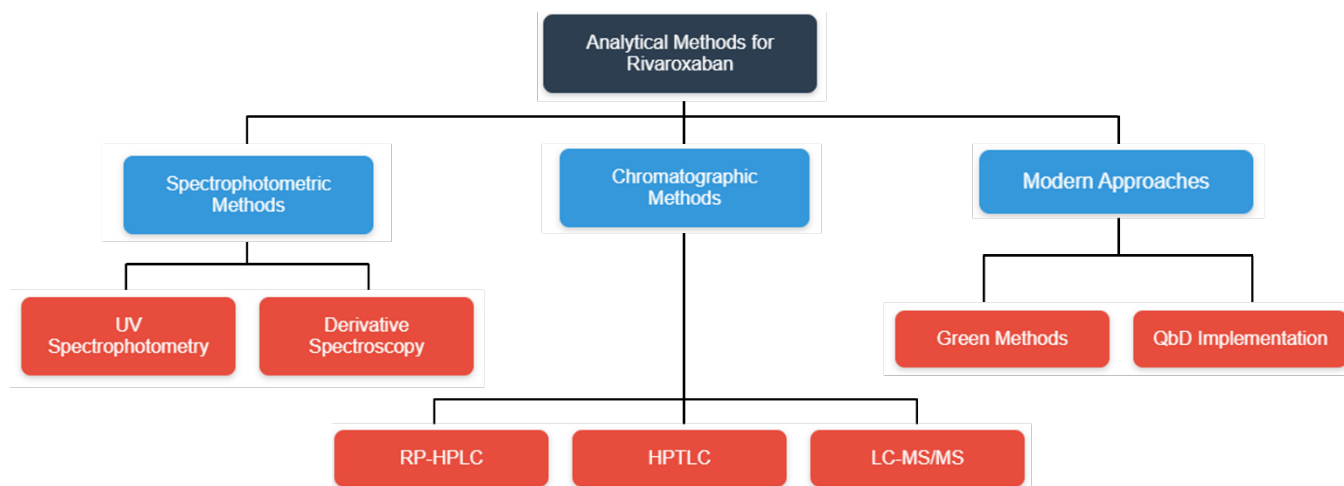 Analytical Methods for
Rivaroxaban
Spectrophotometric
Methods
Chromatographic
Methods
Modern Approaches
UV
Spectrophotometry
Derivative
Spectroscopy
Green Methods
QbD Implementation
RP-HPLC
HPTLC
LC-MS/MS